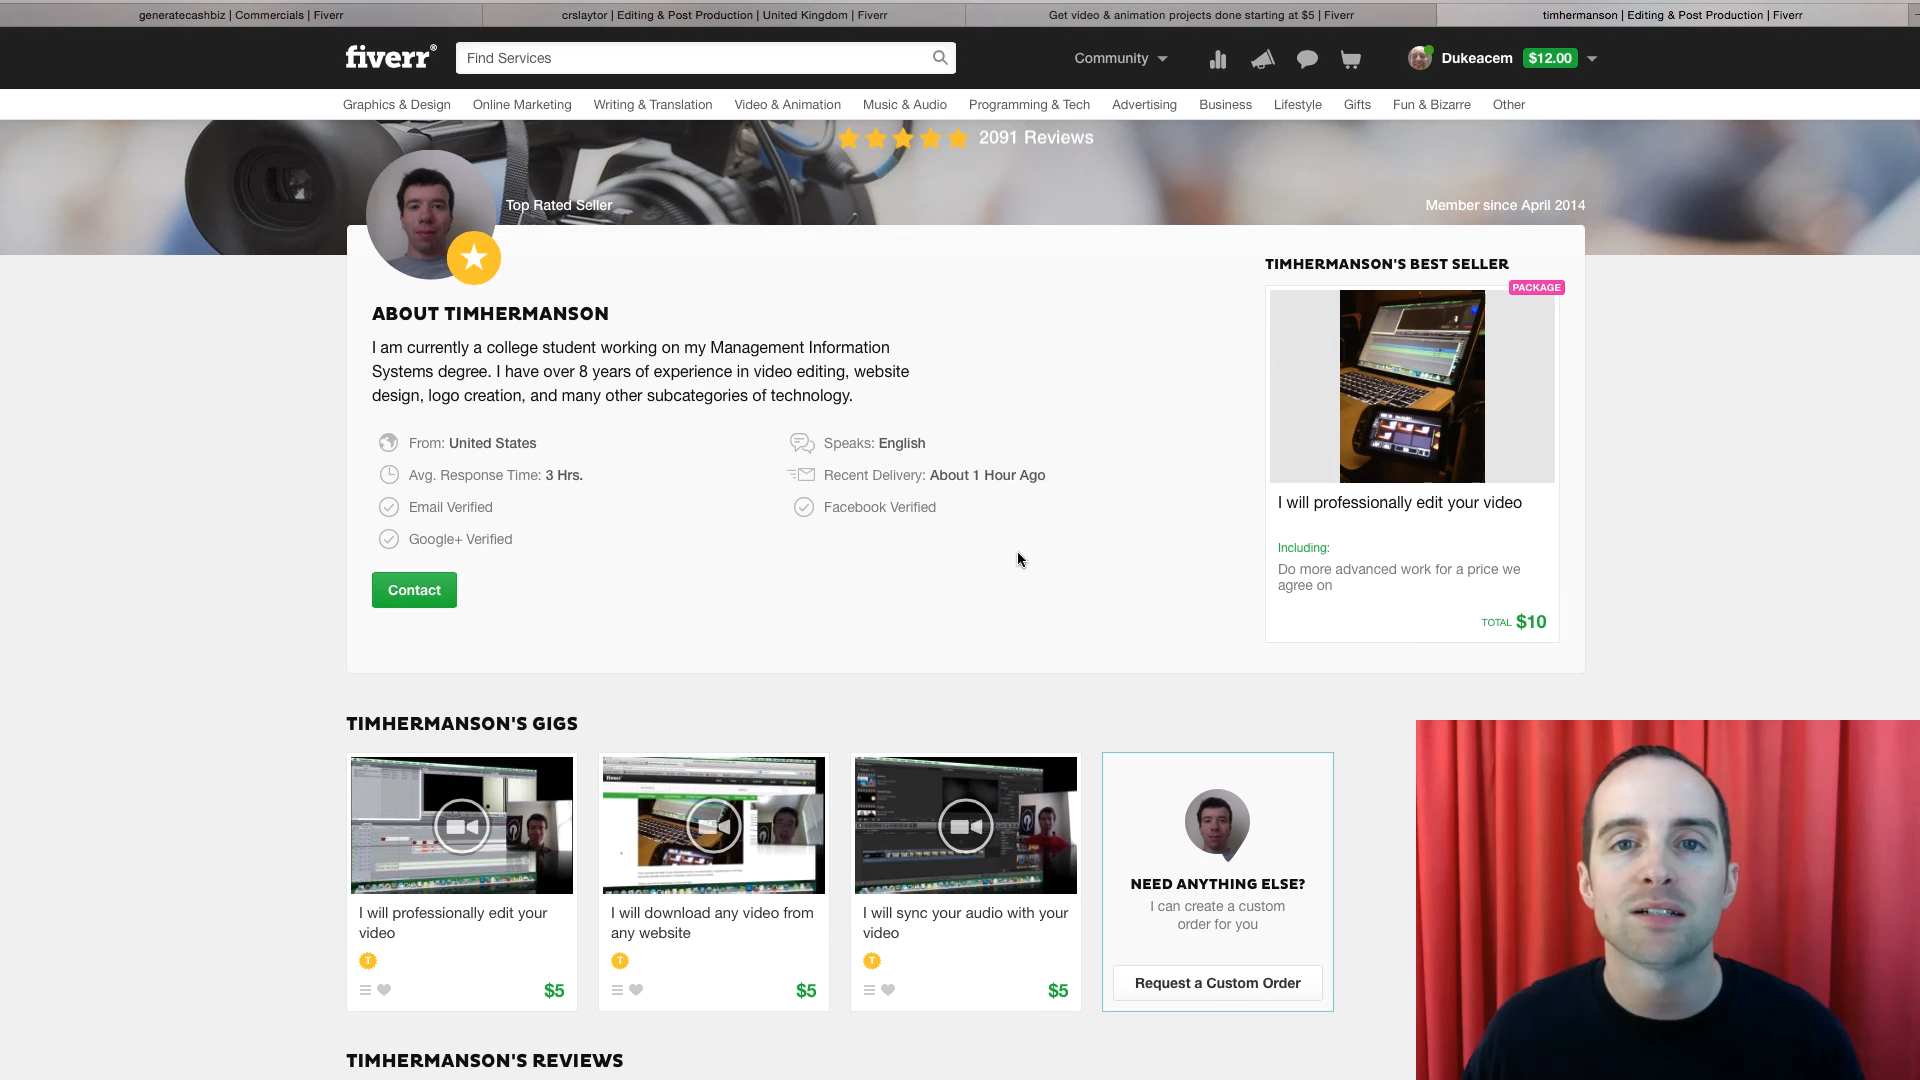 generatecashbiz | Commercials | Fiverr
crslaytor | Editing & Post Production | United Kingdom | Fiverr
Get video & animation projects done starting at $5 | Fiverr
timhermanson | Editing & Post Production | Fiverr
fiverr®
Find Services
Community
Dukeacem
$12.00
Graphics & Design
Online Marketing
Writing & Translation
Video & Animation
Music & Audio
Programming & Tech
Advertising
Business
Lifestyle
Gifts
Fun & Bizarre
Other
2091 Reviews
Top Rated Seller
Member since April 2014
ABOUT TIMHERMANSON
I am currently a college student working on my Management Information
Systems degree. I have over 8 years of experience in video editing, website
design, logo creation, and many other subcategories of technology.
From: United States
Speaks: English
Avg. Response Time: 3 Hrs.
Recent Delivery: About 1 Hour Ago
Email Verified
Facebook Verified
Google+ Verified
Contact
TIMHERMANSON'S BEST SELLER
PACKAGE
I will professionally edit your video
Including:
Do more advanced work for a price we
agree on
TOTAL $10
TIMHERMANSON'S GIGS
I will professionally edit your
video
T
$5
I will download any video from
any website
T
$5
I will sync your audio with your
video
T
$5
NEED ANYTHING ELSE?
I can create a custom
order for you
Request a Custom Order
TIMHERMANSON'S REVIEWS